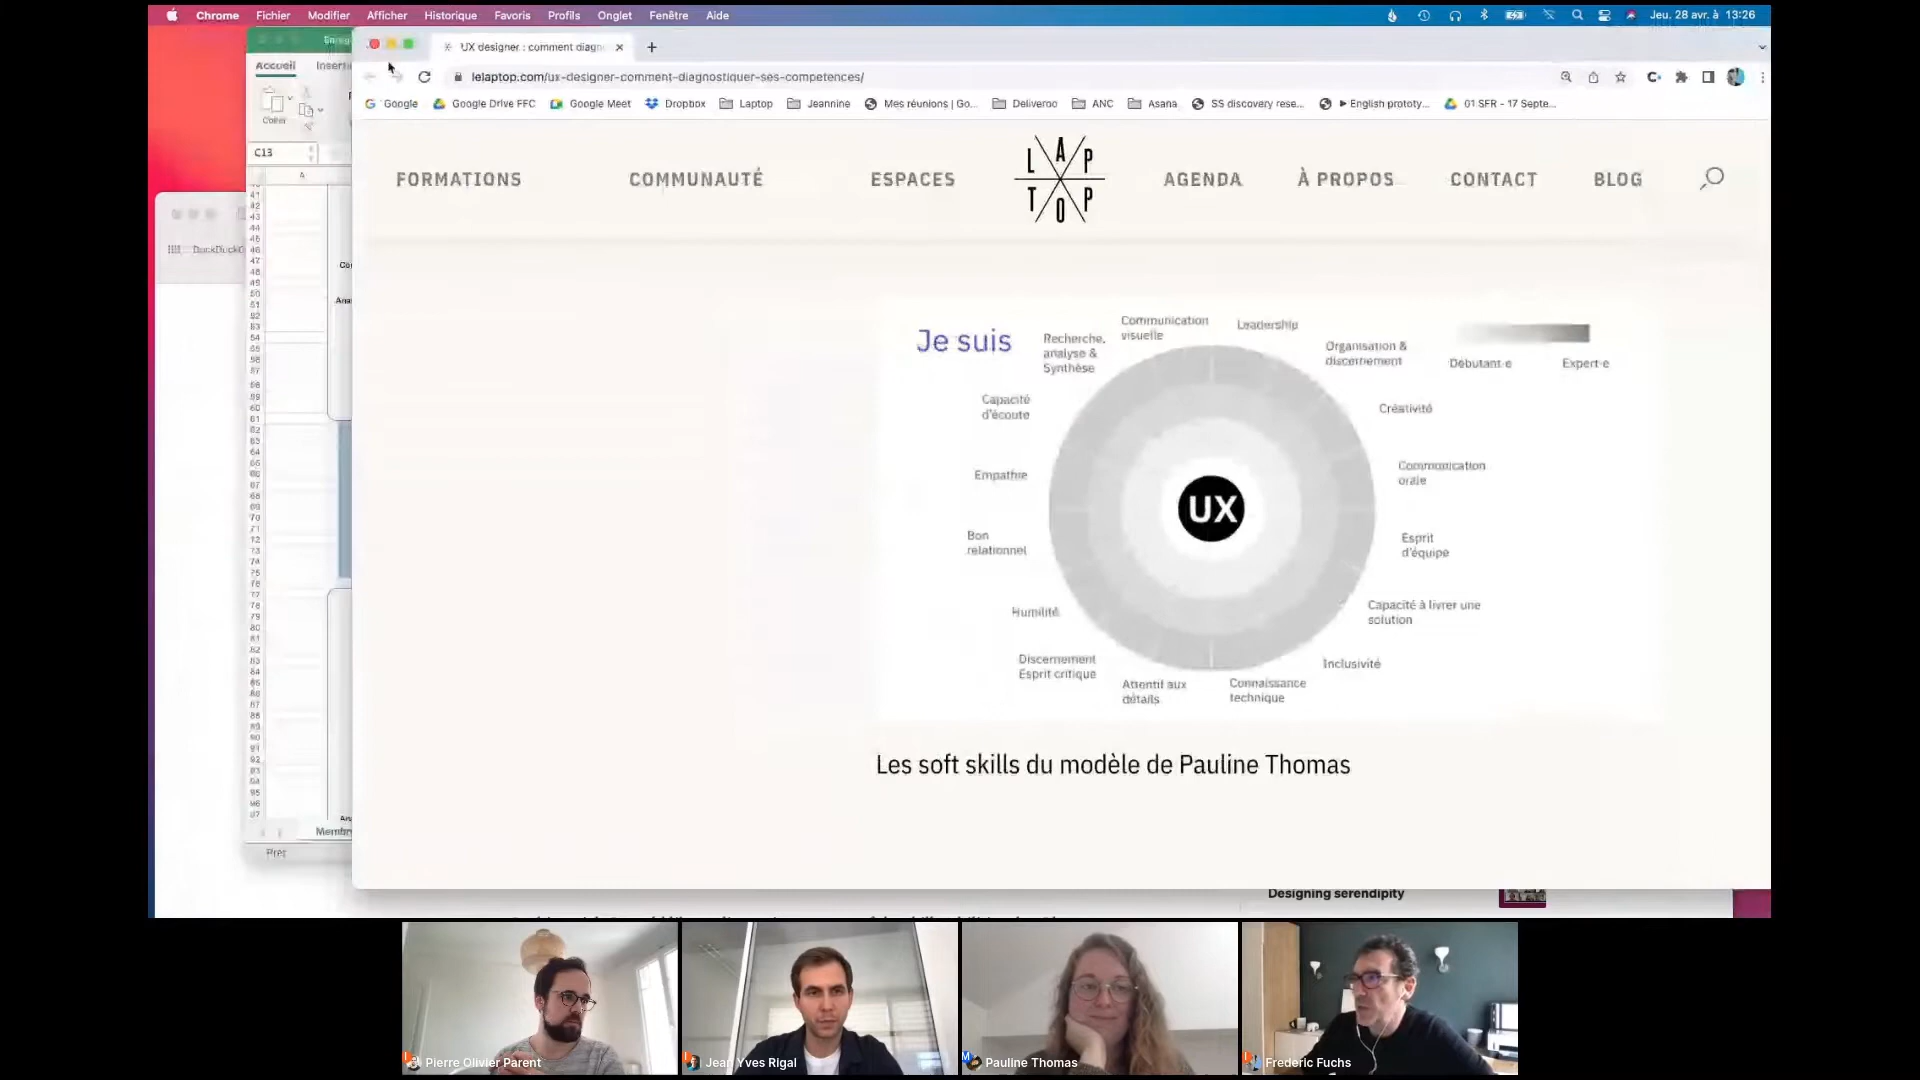 Chrome Fichier Modifier Afficher Historique Favoris Profils Onglet Fenêtre Aide
Jeu. 28 avr. à 13:26
UX designer : comment diagn
lelaptop.com/ux-designer-comment-diagnostiquer-ses-competences/
Google Google Drive FFC Google Meet Dropbox Laptop Jeannine Mes réunions | Go... Deliveroo ANC Asana SS discovery rese... English prototy... 01 SFR - 17 Septe...
Accueil
Coller
C13
A
FORMATIONS COMMUNAUTÉ ESPACES LAPTOP AGENDA À PROPOS CONTACT BLOG
Je suis
Recherche, analyse & Synthèse
Communication visuelle
Leadership
Organisation & discernement
Débutant·e
Expert·e
Capacité d'écoute
Créativité
Empathie
Communication orale
UX
Bon relationnel
Esprit d'équipe
Humilité
Capacité à livrer une solution
Discernement Esprit critique
Inclusivité
Attentif aux détails
Connaissance technique
Les soft skills du modèle de Pauline Thomas
Designing serendipity
Pierre Olivier Parent
Jean Yves Rigal
Pauline Thomas
Frederic Fuchs